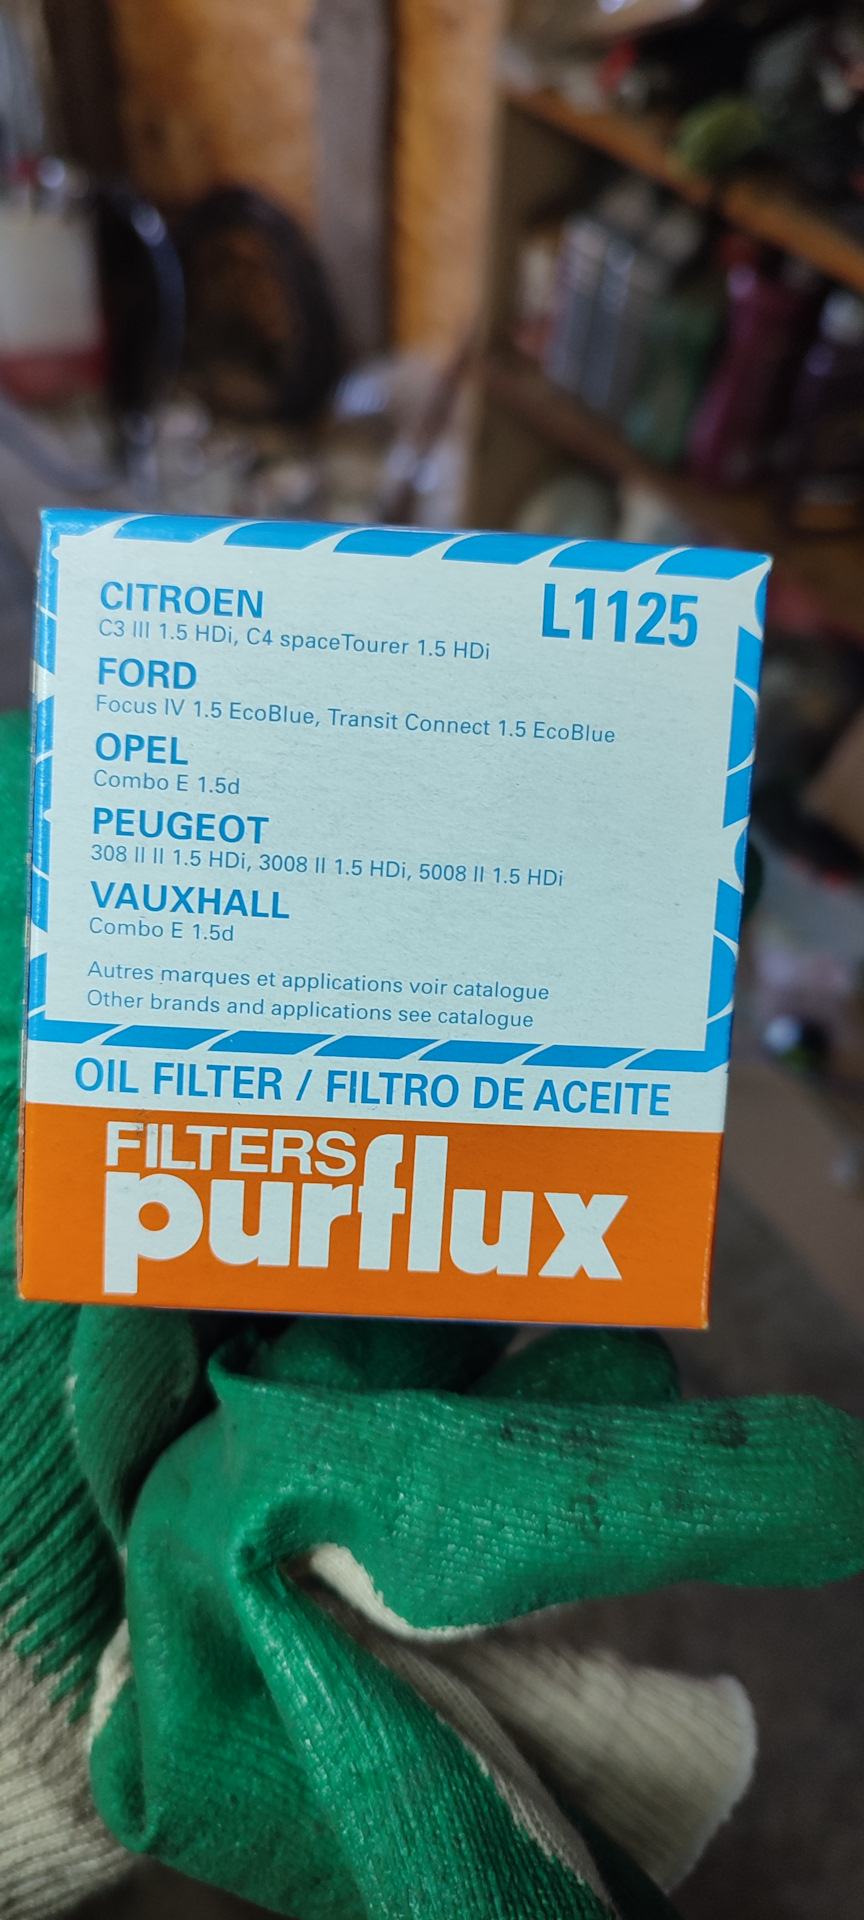 CITROEN
L1125
C3 III 1.5 HDi, C4 spaceTourer 1.5 HDi
FORD
Focus IV 1.5 EcoBlue, Transit Connect 1.5 EcoBlue
OPEL
Combo E 1.5d
PEUGEOT
308 II II 1.5 HDi, 3008 II 1.5 HDi, 5008 II 1.5 HDi
VAUXHALL
Combo E 1.5d
Autres marques et applications voir catalogue
Other brands and applications see catalogue
OIL FILTER / FILTRO DE ACEITE
FILTERS
purflux